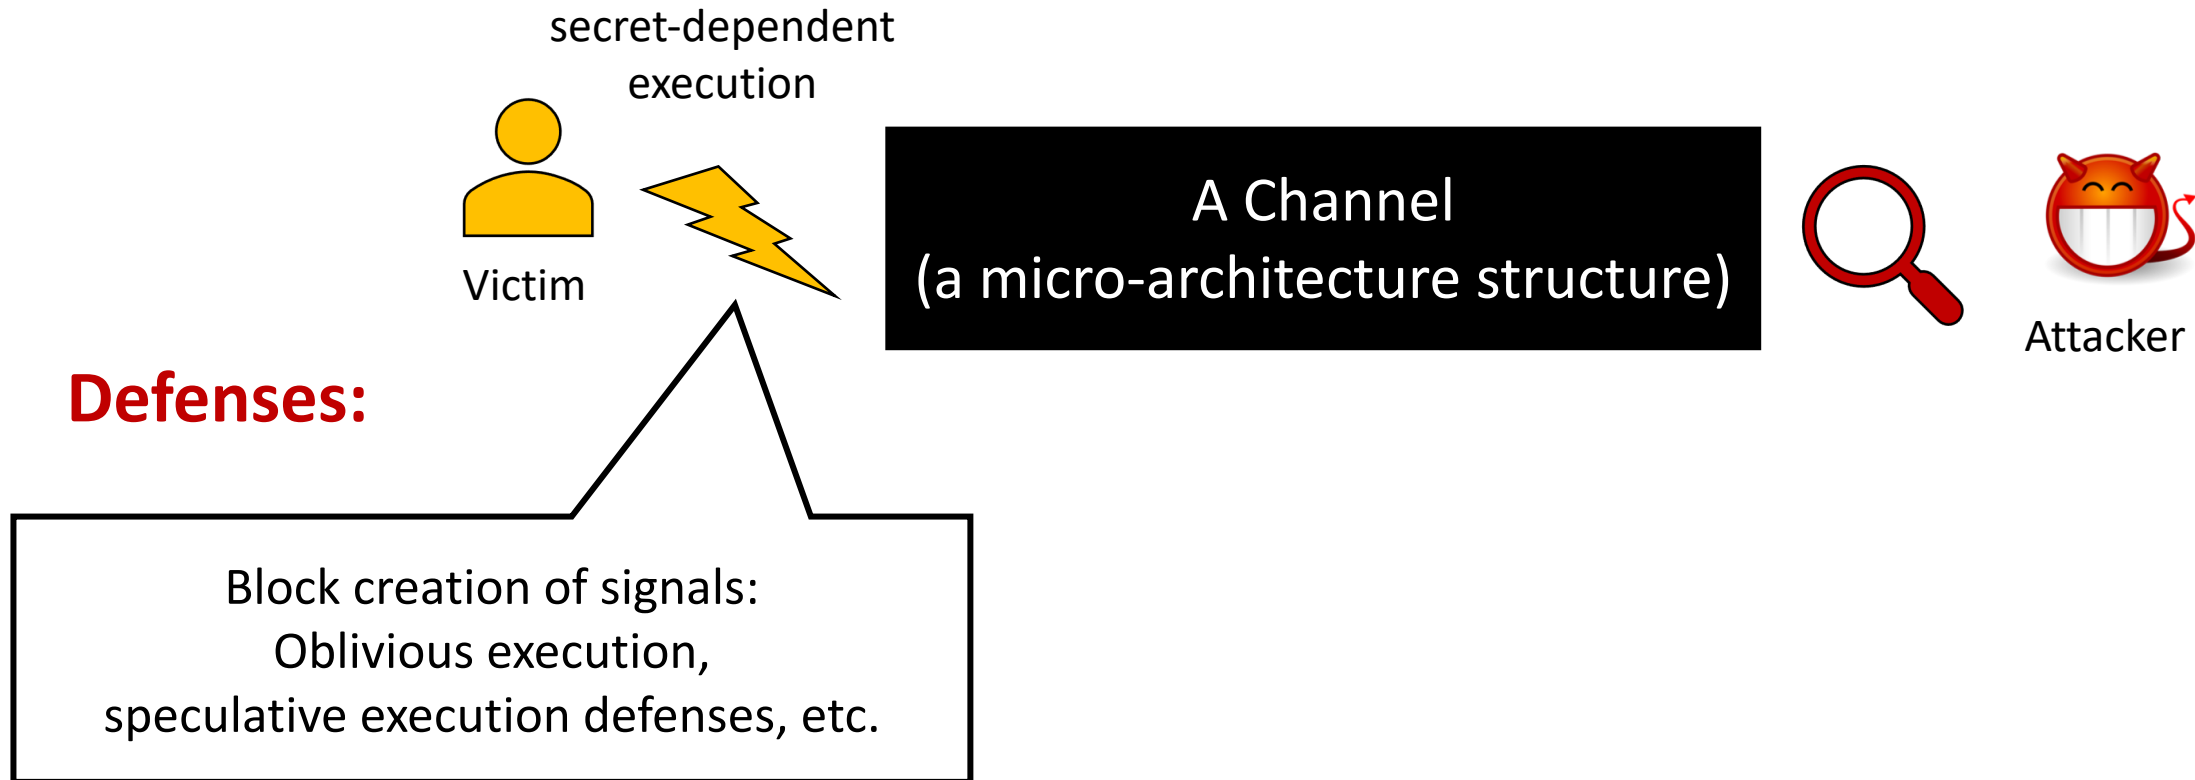 secret-dependent
execution
A Channel
(a micro-architecture structure)
Victim
Attacker
Defenses:
Block creation of signals:
Oblivious execution,
speculative execution defenses, etc.